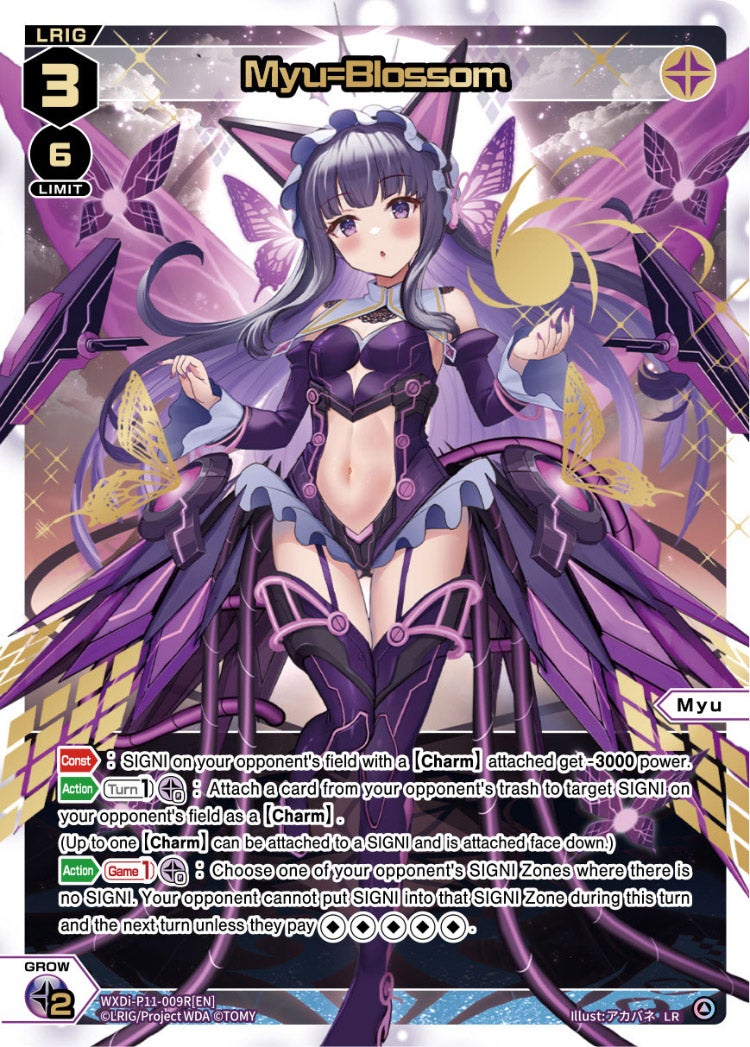 LRIG
3
Myu=Blossom
6
LIMIT
Myu
Const : SIGNI on your opponent's field with a 【Charm】 attached get -3000 power.
Action Turn 1 0 : Attach a card from your opponent's trash to target SIGNI on
your opponent's field as a 【Charm】.
(Up to one 【Charm】 can be attached to a SIGNI and is attached face down.)
Action Game 1 0 : Choose one of your opponent's SIGNI Zones where there is
no SIGNI. Your opponent cannot put SIGNI into that SIGNI Zone during this turn
and the next turn unless they pay .
GROW
2
WXDi-P11-009R[EN]
©LRIG/Project WDA ©TOMY
Illust:アカバネ LR